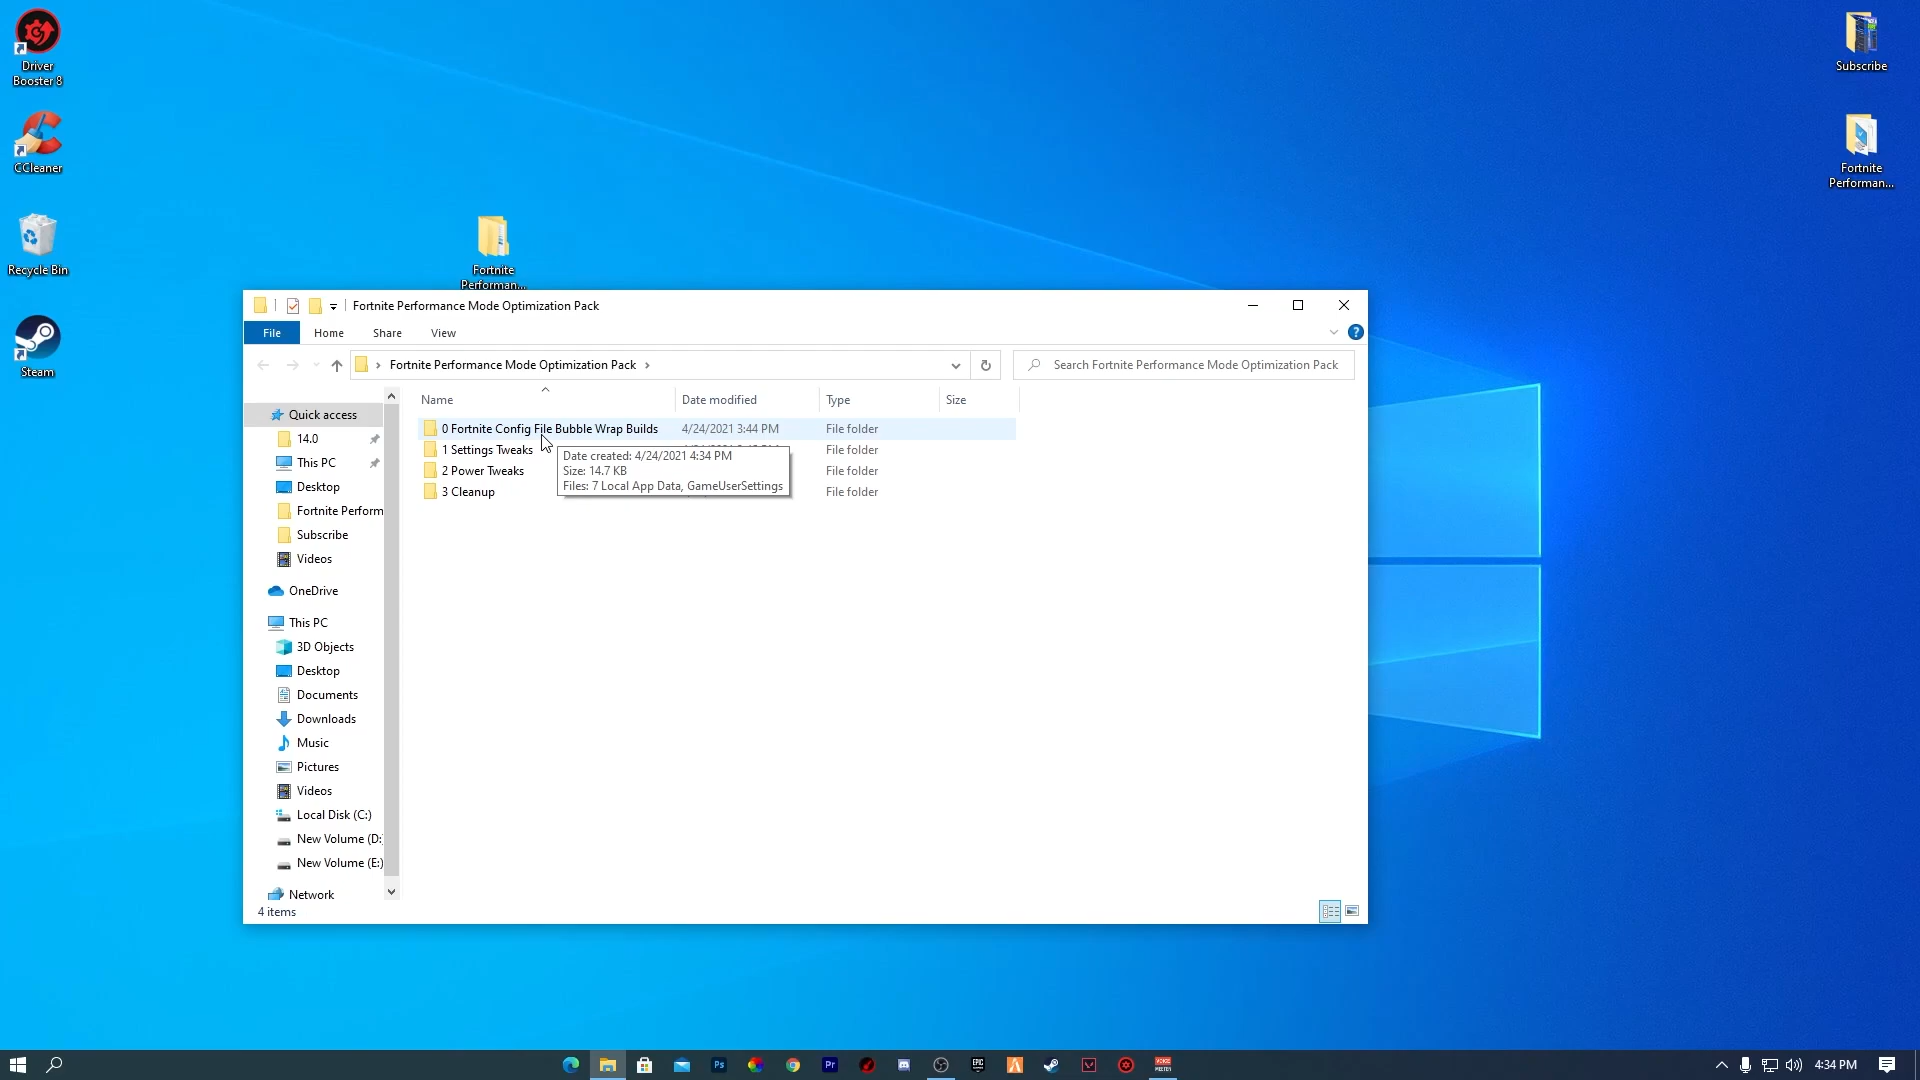 Driver
Booster 8
CCleaner
Recycle Bin
Steam
Subscribe
Fortnite
Performan...
Fortnite
Performan...
Fortnite Performance Mode Optimization Pack
File
Home
Share
View
Fortnite Performance Mode Optimization Pack
Search Fortnite Performance Mode Optimization Pack
Name
Date modified
Type
Size
0 Fortnite Config File Bubble Wrap Builds
4/24/2021 3:44 PM
File folder
1 Settings Tweaks
File folder
2 Power Tweaks
File folder
3 Cleanup
File folder
Date created: 4/24/2021 4:34 PM
Size: 14.7 KB
Files: 7 Local App Data, GameUserSettings
Quick access
14.0
This PC
Desktop
Fortnite Perform
Subscribe
Videos
OneDrive
This PC
3D Objects
Desktop
Documents
Downloads
Music
Pictures
Videos
Local Disk (C:)
New Volume (D:
New Volume (E:)
Network
4 items
Ps
Pr
EPIC
4:34 PM